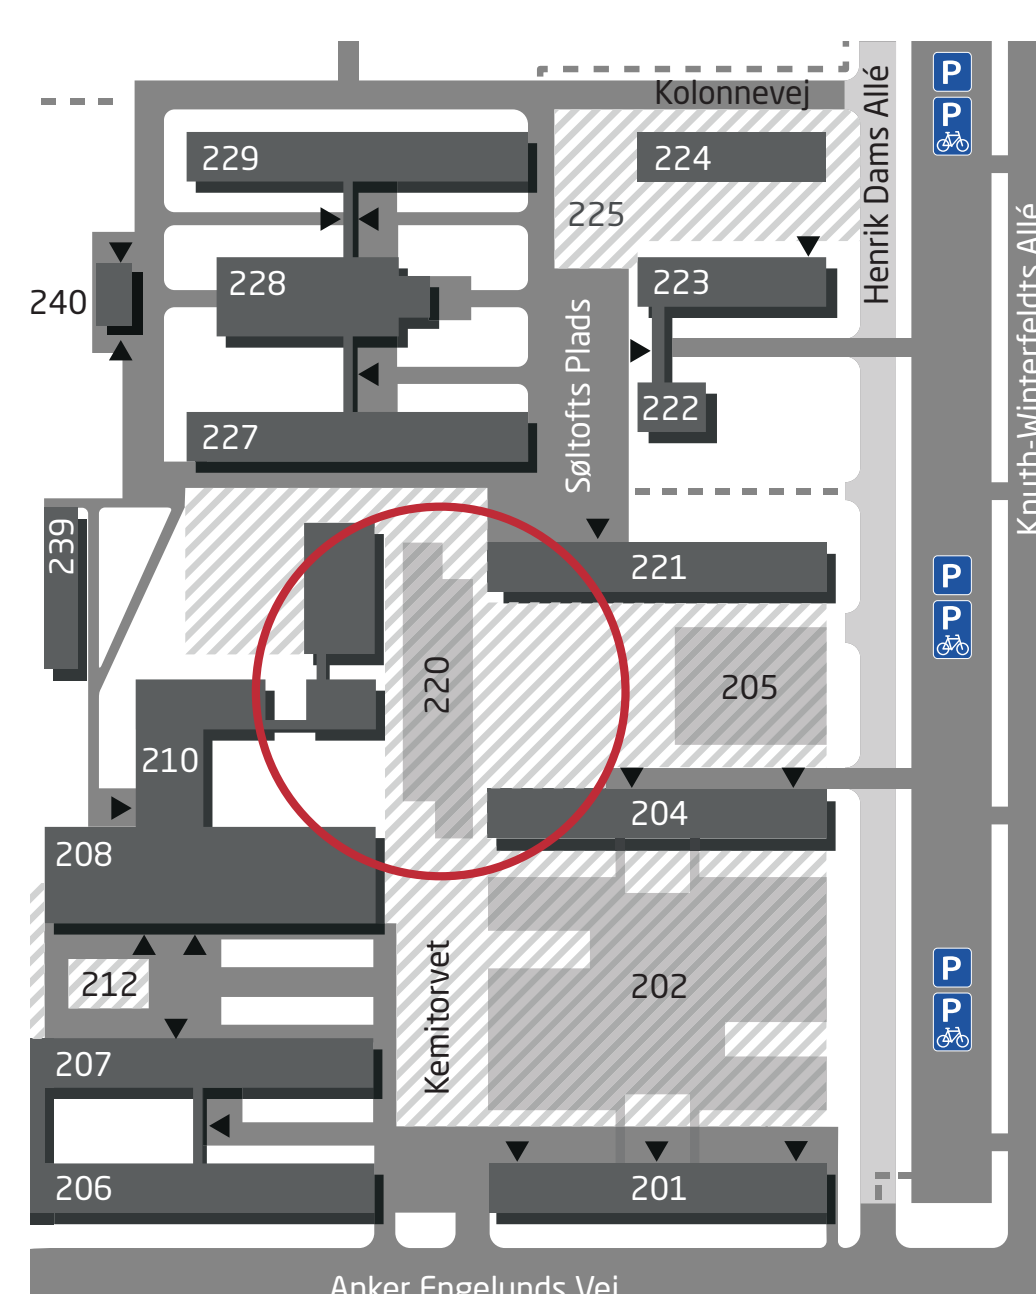 Kolonnevej
P
P
229
224
Henrik Dams Allé
225
Knuth-Winterfeldts Allé
228
223
240
Søltofts Plads
222
227
239
221
P
P
220
205
210
204
208
Kemitorvet
P
P
212
202
207
206
201
Anker Engelunds Vej